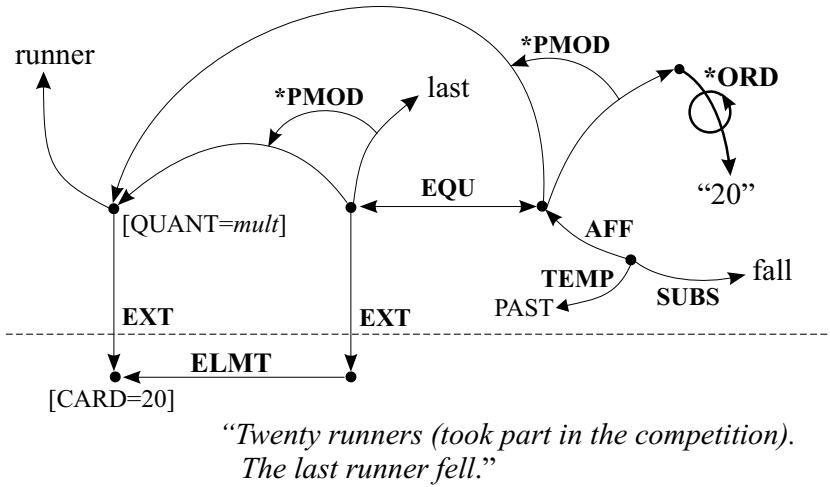 runner
*PMOD
last
*PMOD
*ORD
“20”
EQU
[QUANT=mult]
AFF
TEMP
fall
SUBS
PAST
EXT
EXT
ELMT
[CARD=20]
“Twenty runners (took part in the competition).
The last runner fell.”